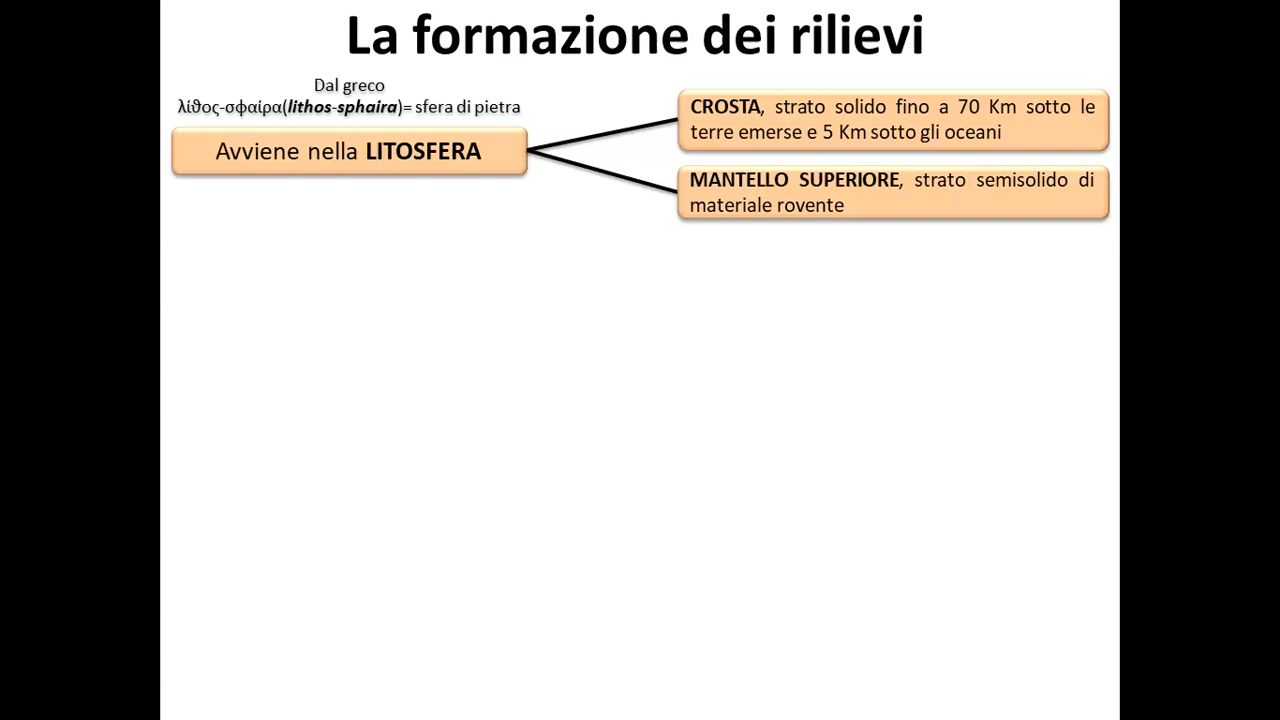 La formazione dei rilievi
Dal greco
λίθος-σφαίρα(lithos-sphaira)= sfera di pietra
Avviene nella LITOSFERA
CROSTA, strato solido fino a 70 Km sotto le
terre emerse e 5 Km sotto gli oceani
MANTELLO SUPERIORE, strato semisolido di
materiale rovente